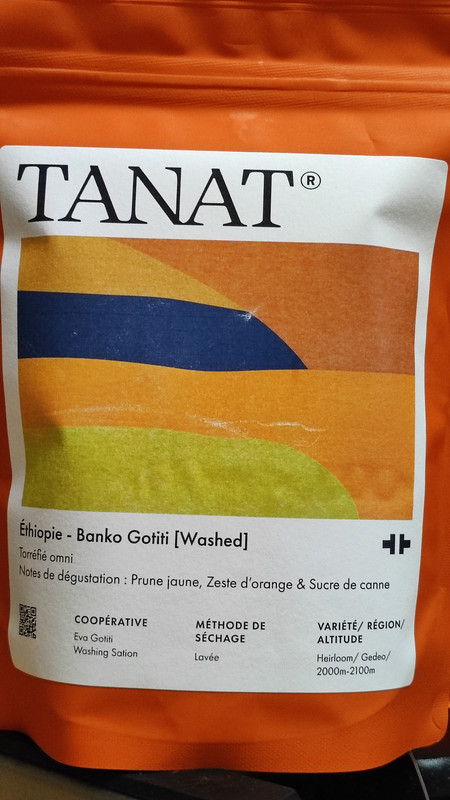 TANAT®
Éthiopie - Banko Gotiti [Washed]
Torréfié omni
Notes de dégustation : Prune jaune, Zeste d'orange & Sucre de canne
COOPÉRATIVE
Eva Gotiti
Washing Sation
MÉTHODE DE
SÉCHAGE
Lavée
VARIÉTÉ/ RÉGION/
ALTITUDE
Heirloom/ Gedeo/
2000m-2100m